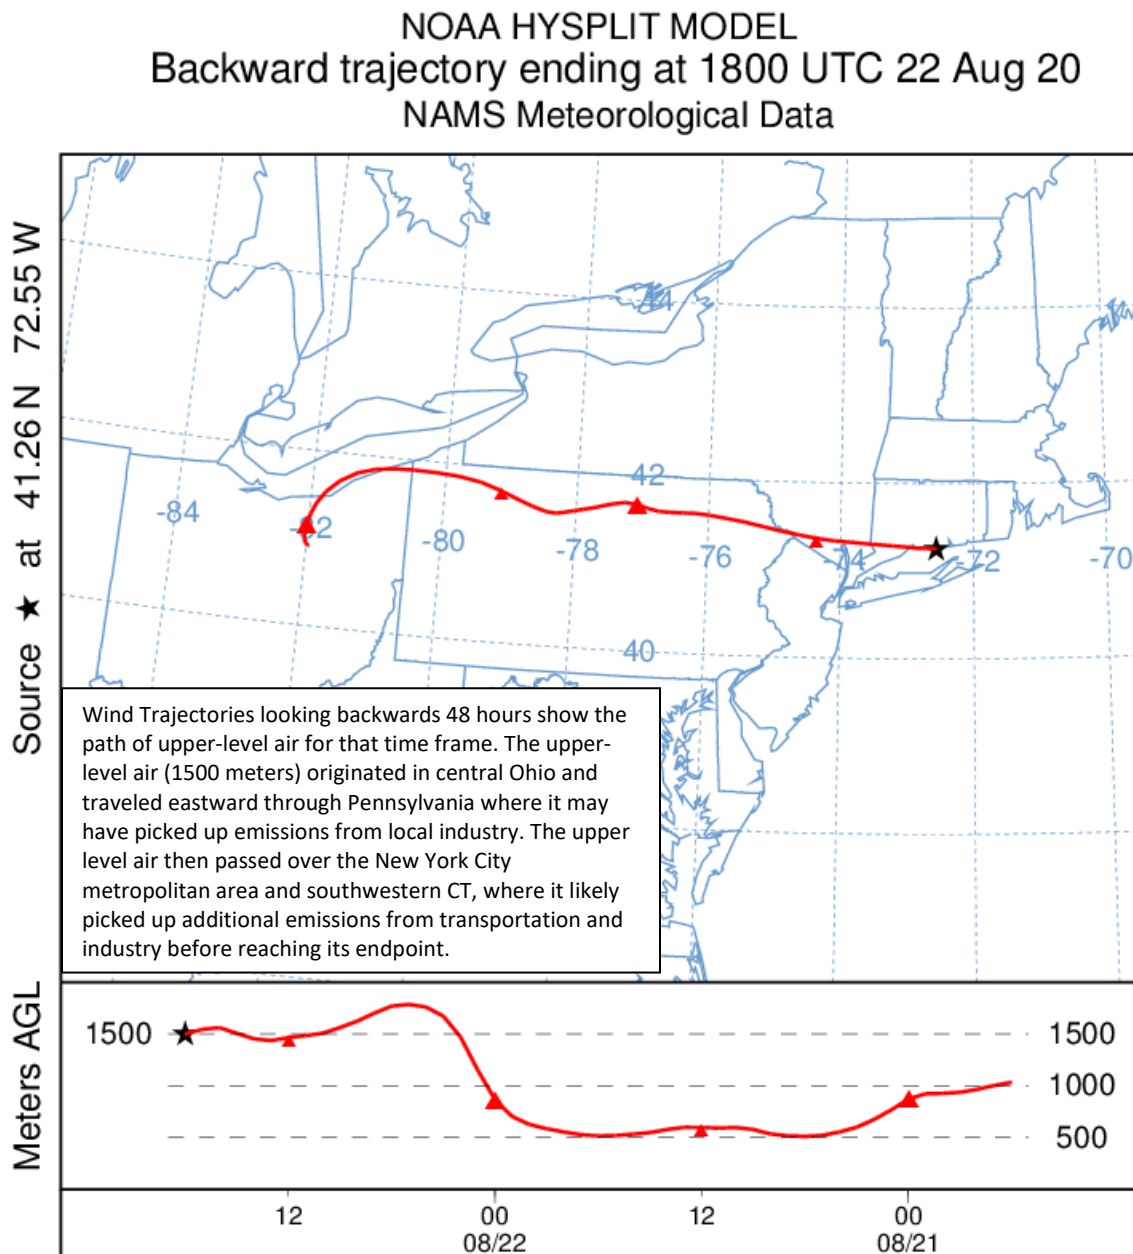 NOAA HYSPLIT MODEL
Backward trajectory ending at 1800 UTC 22 Aug 20
NAMS Meteorological Data
Source ★ at 41.26 N 72.55 W
44
42
-84
-82
-80
-78
-76
-74
-72
-70
40
Wind Trajectories looking backwards 48 hours show the
path of upper-level air for that time frame. The upper-
level air (1500 meters) originated in central Ohio and
traveled eastward through Pennsylvania where it may
have picked up emissions from local industry. The upper
level air then passed over the New York City
metropolitan area and southwestern CT, where it likely
picked up additional emissions from transportation and
industry before reaching its endpoint.
Meters AGL
1500 1500
1000
500
12 00 12 00
08/22 08/21